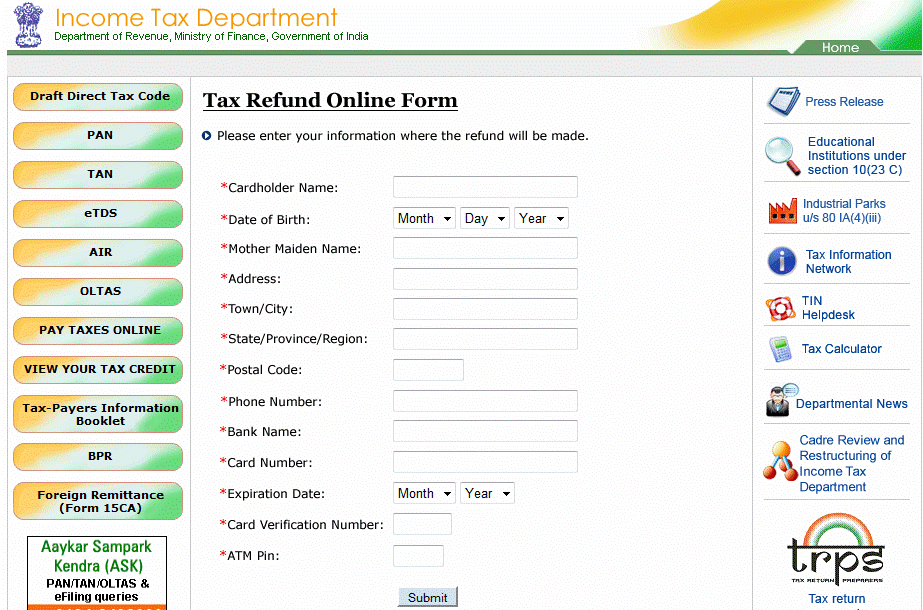 Income Tax Department
Department of Revenue, Ministry of Finance, Government of India
Home
Draft Direct Tax Code
PAN
TAN
eTDS
AIR
OLTAS
PAY TAXES ONLINE
VIEW YOUR TAX CREDIT
Tax-Payers Information
Booklet
BPR
Foreign Remittance
(Form 15CA)
Aaykar Sampark
Kendra (ASK)
PAN/TAN/OLTAS &
eFiling queries
Tax Refund Online Form
Please enter your information where the refund will be made.
*Cardholder Name:
*Date of Birth: Month Day Year
*Mother Maiden Name:
*Address:
*Town/City:
*State/Province/Region:
*Postal Code:
*Phone Number:
*Bank Name:
*Card Number:
*Expiration Date: Month Year
*Card Verification Number:
*ATM Pin:
Submit
Press Release
Educational
Institutions under
section 10(23 C)
Industrial Parks
u/s 80 IA(4)(iii)
Tax Information
Network
TIN
Helpdesk
Tax Calculator
Departmental News
Cadre Review and
Restructuring of
Income Tax
Department
trps
TAX RETURN PREPARERS
Tax return